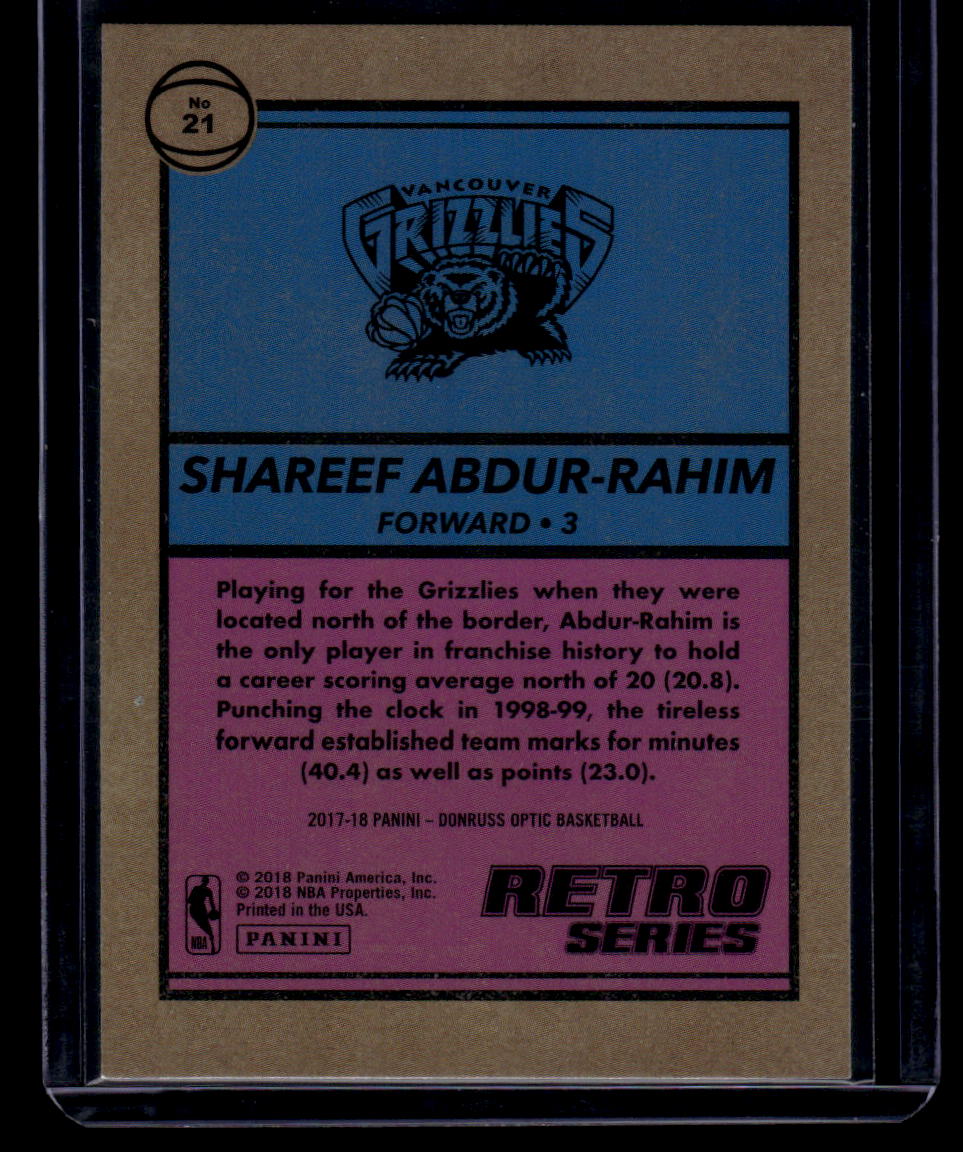 No
21
VANCOUVER
GRIZZLIES
SHAREEF ABDUR-RAHIM
FORWARD • 3
Playing for the Grizzlies when they were
located north of the border, Abdur-Rahim is
the only player in franchise history to hold
a career scoring average north of 20 (20.8).
Punching the clock in 1998-99, the tireless
forward established team marks for minutes
(40.4) as well as points (23.0).
2017-18 PANINI – DONRUSS OPTIC BASKETBALL
© 2018 Panini America, Inc.
© 2018 NBA Properties, Inc.
Printed in the USA.
NBA
PANINI
RETRO
SERIES